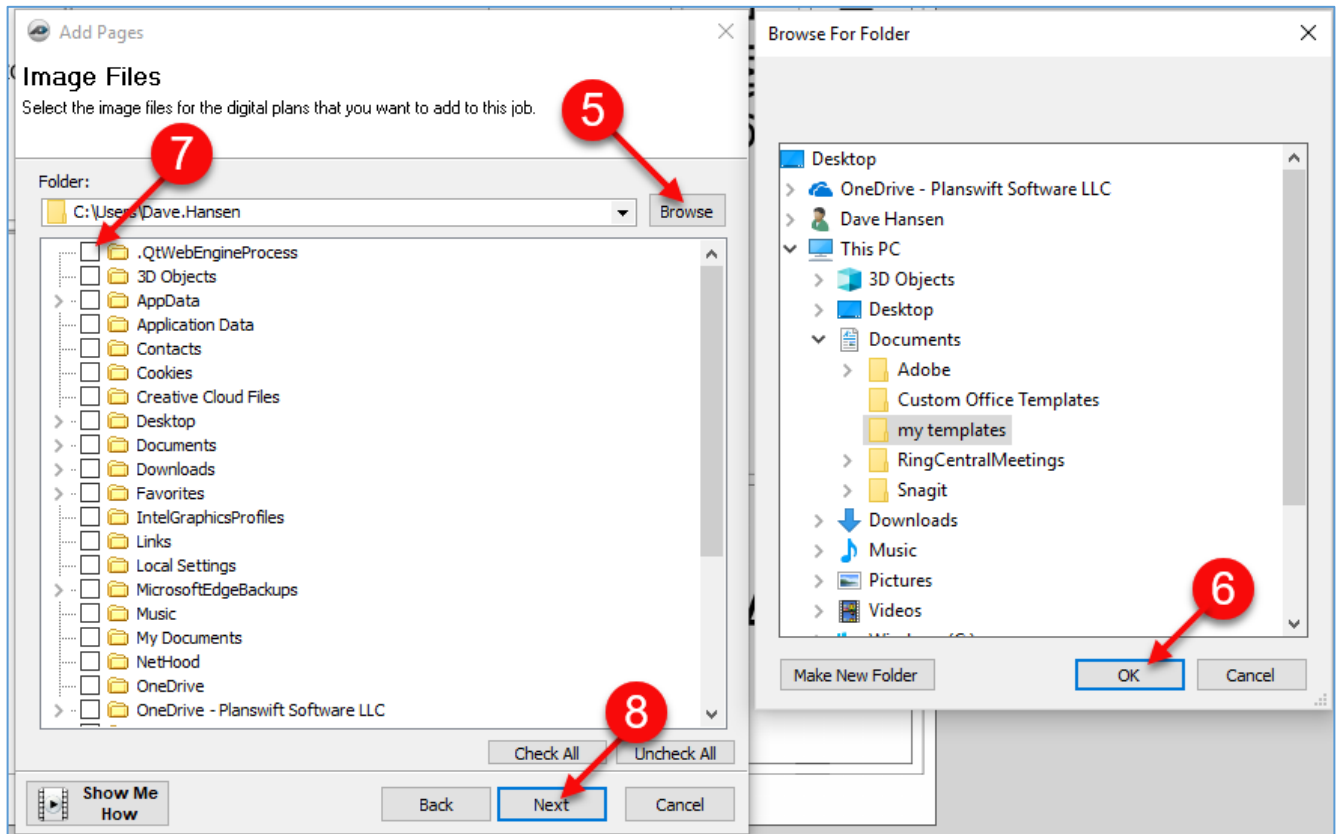 Add Pages
Image Files
Select the image files for the digital plans that you want to add to this job.
5
7
Folder:
C:\Users\Dave.Hansen
Browse
.QtWebEngineProcess
3D Objects
AppData
Application Data
Contacts
Cookies
Creative Cloud Files
Desktop
Documents
Downloads
Favorites
IntelGraphicsProfiles
Links
Local Settings
MicrosoftEdgeBackups
Music
My Documents
NetHood
OneDrive
OneDrive - Planswift Software LLC
8
Check All
Uncheck All
Show Me
How
Back
Next
Cancel
Browse For Folder
Desktop
OneDrive - Planswift Software LLC
Dave Hansen
This PC
3D Objects
Desktop
Documents
Adobe
Custom Office Templates
my templates
RingCentralMeetings
Snagit
Downloads
Music
Pictures
Videos
6
Make New Folder
OK
Cancel